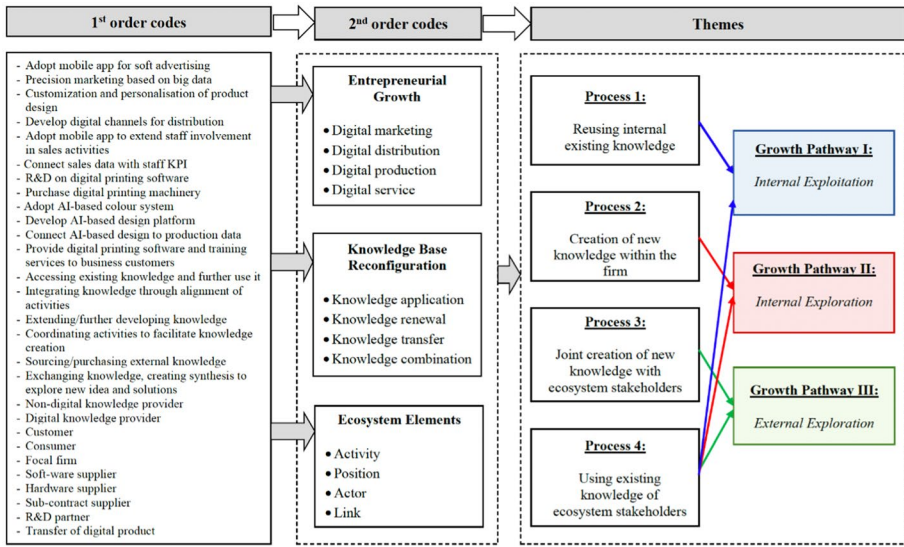 1st order codes
2nd order codes
Themes
- Adopt mobile app for soft advertising
- Precision marketing based on big data
- Customization and personalisation of product
design
- Develop digital channels for distribution
- Adopt mobile app to extend staff involvement
in sales activities
- Connect sales data with staff KPI
- R&D on digital printing software
- Purchase digital printing machinery
- Adopt AI-based colour system
- Develop AI-based design platform
- Connect AI-based design to production data
- Provide digital printing software and training
services to business customers
- Accessing existing knowledge and further use it
- Integrating knowledge through alignment of
activities
- Extending/further developing knowledge
- Coordinating activities to facilitate knowledge
creation
- Sourcing/purchasing external knowledge
- Exchanging knowledge, creating synthesis to
explore new idea and solutions
- Non-digital knowledge provider
- Digital knowledge provider
- Customer
- Consumer
- Focal firm
- Soft-ware supplier
- Hardware supplier
- Sub-contract supplier
- R&D partner
- Transfer of digital product
Entrepreneurial
Growth
• Digital marketing
• Digital distribution
• Digital production
• Digital service
Knowledge Base
Reconfiguration
• Knowledge application
• Knowledge renewal
• Knowledge transfer
• Knowledge combination
Ecosystem Elements
• Activity
• Position
• Actor
• Link
Process 1:
Reusing internal
existing knowledge
Process 2:
Creation of new
knowledge within the
firm
Process 3:
Joint creation of new
knowledge with
ecosystem stakeholders
Process 4:
Using existing
knowledge of
ecosystem stakeholders
Growth Pathway I:
Internal Exploitation
Growth Pathway II:
Internal Exploration
Growth Pathway III:
External Exploration